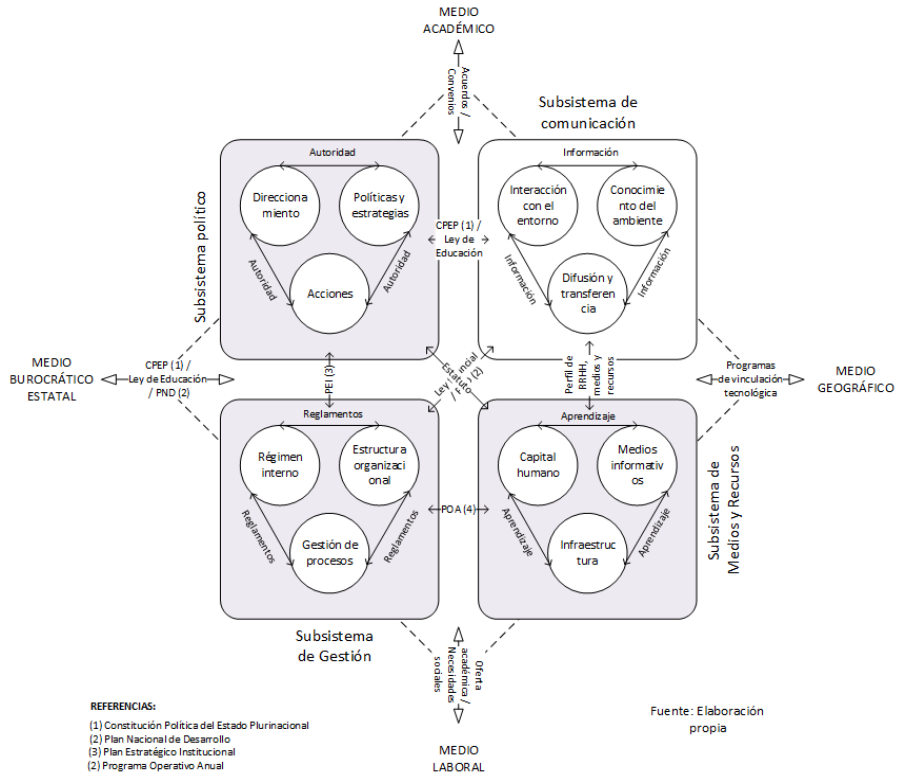 MEDIO
ACADÉMICO
Acuerdos /
Convenios
Subsistema de
comunicación
Subsistema político
Autoridad
Direcciona
miento
Políticas y
estrategias
Autoridad
Autoridad
Acciones
CPEP (1) /
Ley de
Educación
Información
Interacción
con el
entorno
Conocimie
nto del
ambiente
Información
Información
Difusión y
transferen
cia
MEDIO
BUROCRÁTICO
ESTATAL
CPEP (1) /
Ley de Educación
/ PND (2)
PEI (3)
Estatuto
Ley
(2)
Perfil de
RRHH,
medios y
recursos
Programas
de vinculación
tecnológica
MEDIO
GEOGRÁFICO
Reglamentos
Régimen
interno
Estructura
organizaci
onal
Reglamentos
Reglamentos
Gestión de
procesos
POA (4)
Aprendizaje
Capital
humano
Medios
informativ
os
Aprendizaje
Aprendizaje
Infraestruc
tura
Subsistema de
Medios y Recursos
Subsistema
de Gestión
Oferta
académica /
Necesidades
sociales
MEDIO
LABORAL
REFERENCIAS:
(1) Constitución Política del Estado Plurinacional
(2) Plan Nacional de Desarrollo
(3) Plan Estratégico Institucional
(2) Programa Operativo Anual
Fuente: Elaboración
propia